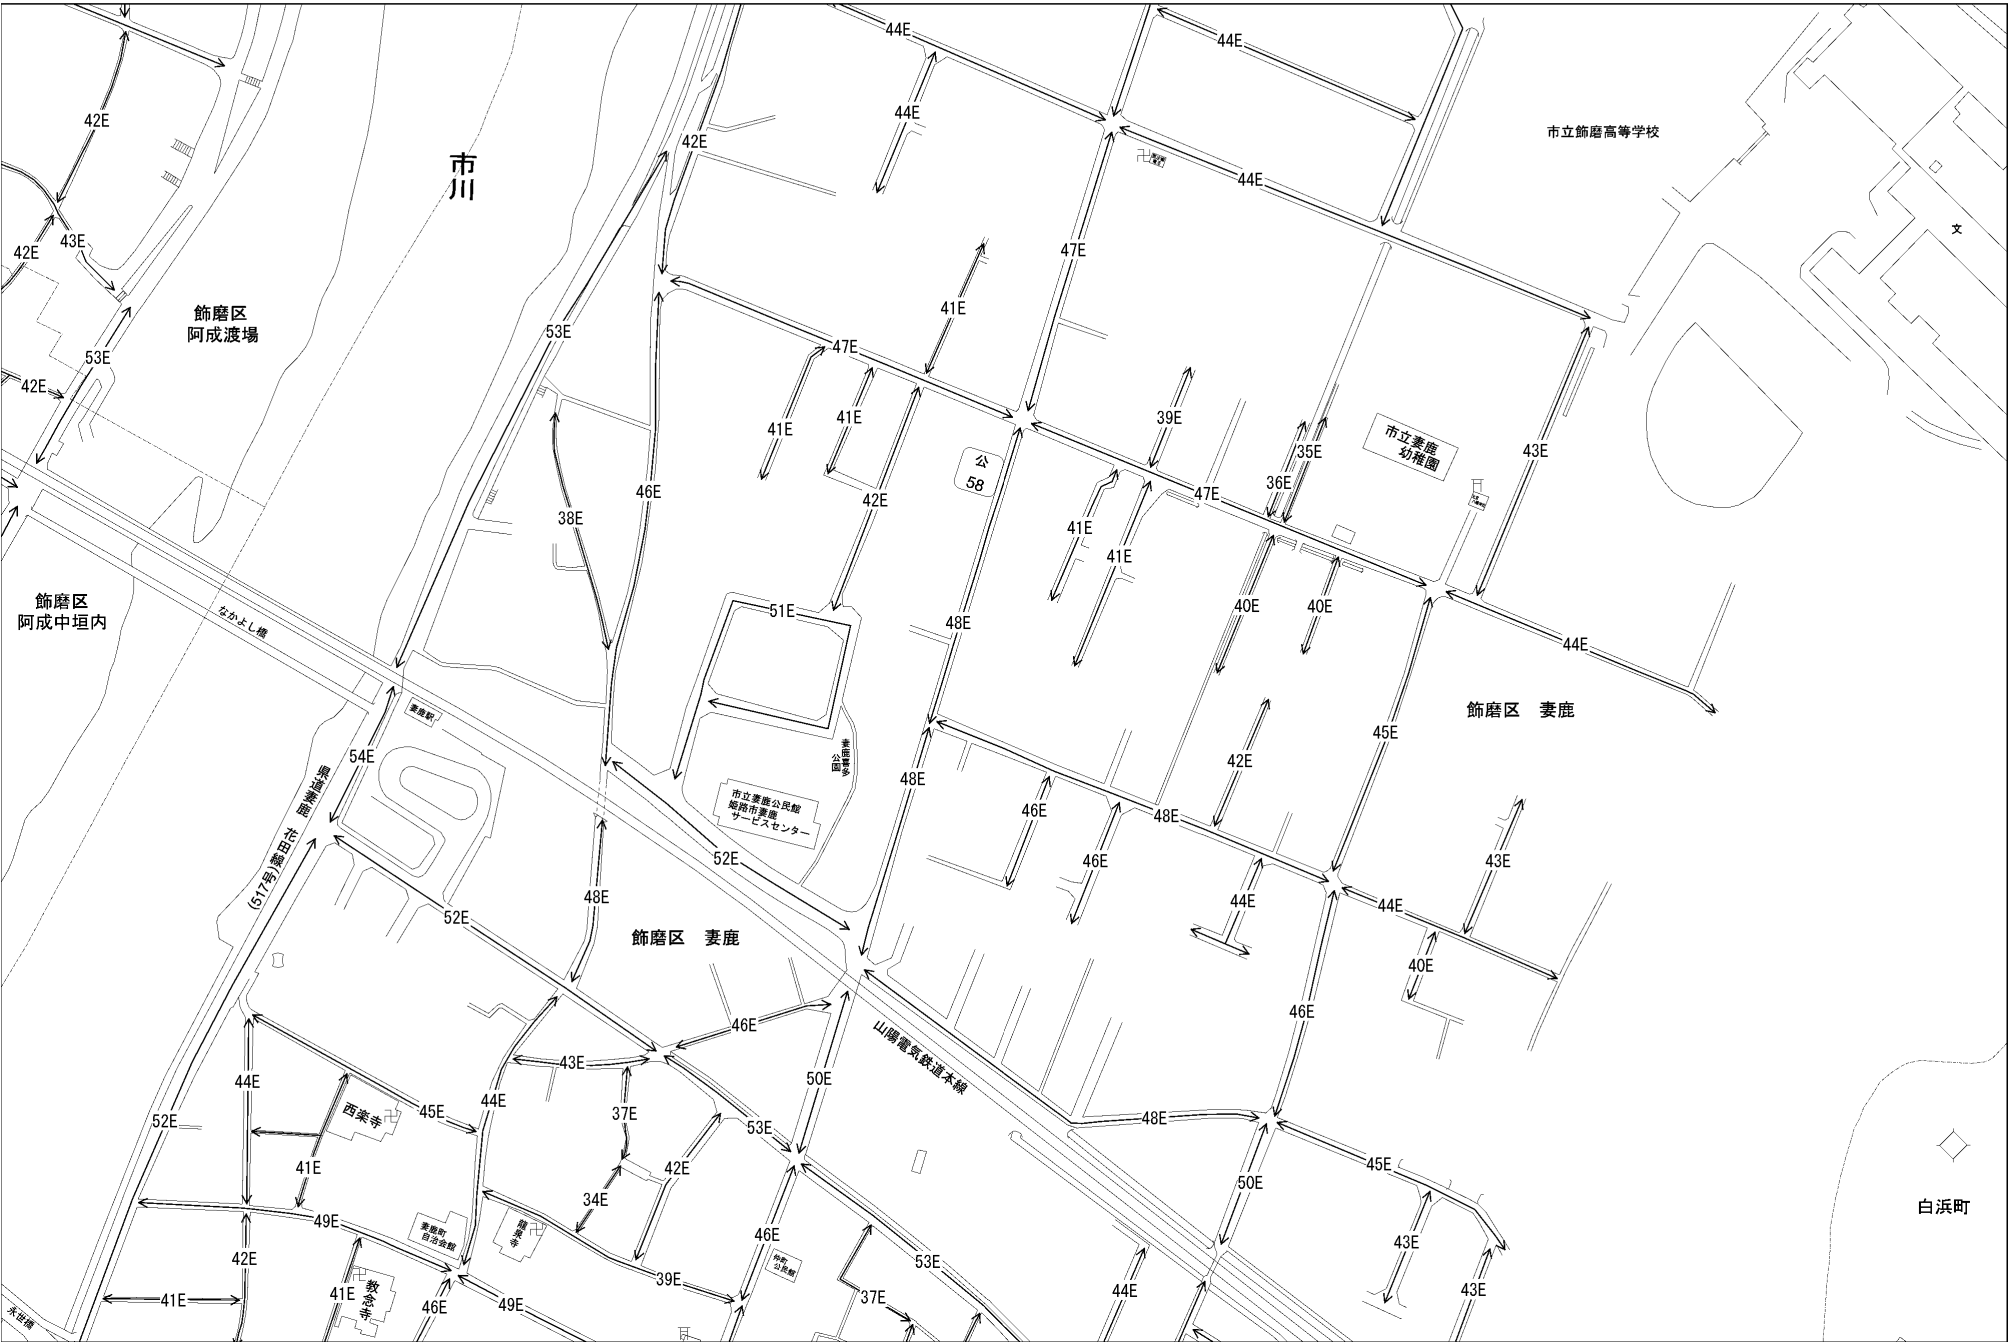 44E
44E
42E
44E
42E
市立飾磨高等学校
市川
44E
文
43E
47E
42E
飾磨区
阿成渡場
41E
53E
47E
53E
42E
39E
41E
41E
市立妻鹿
幼稚園
35E
43E
公
58
36E
46E
47E
42E
38E
41E
41E
飾磨区
阿成中垣内
なかよし橋
51E
40E
40E
48E
44E
妻鹿駅
飾磨区 妻鹿
45E
54E
妻鹿喜多
公園
42E
県道妻鹿 花田線
(517号)
48E
市立妻鹿公民館
姫路市妻鹿
サービスセンター
46E
48E
52E
46E
43E
48E
44E
44E
52E
飾磨区 妻鹿
40E
46E
46E
山陽電気鉄道本線
43E
50E
44E
44E
西楽寺
45E
37E
48E
52E
53E
41E
42E
45E
50E
34E
白浜町
49E
妻鹿町
自治会館
龍泉寺
46E
43E
42E
仲町
公民館
53E
39E
44E
43E
41E
41E
教念寺
46E
49E
37E
永世橋